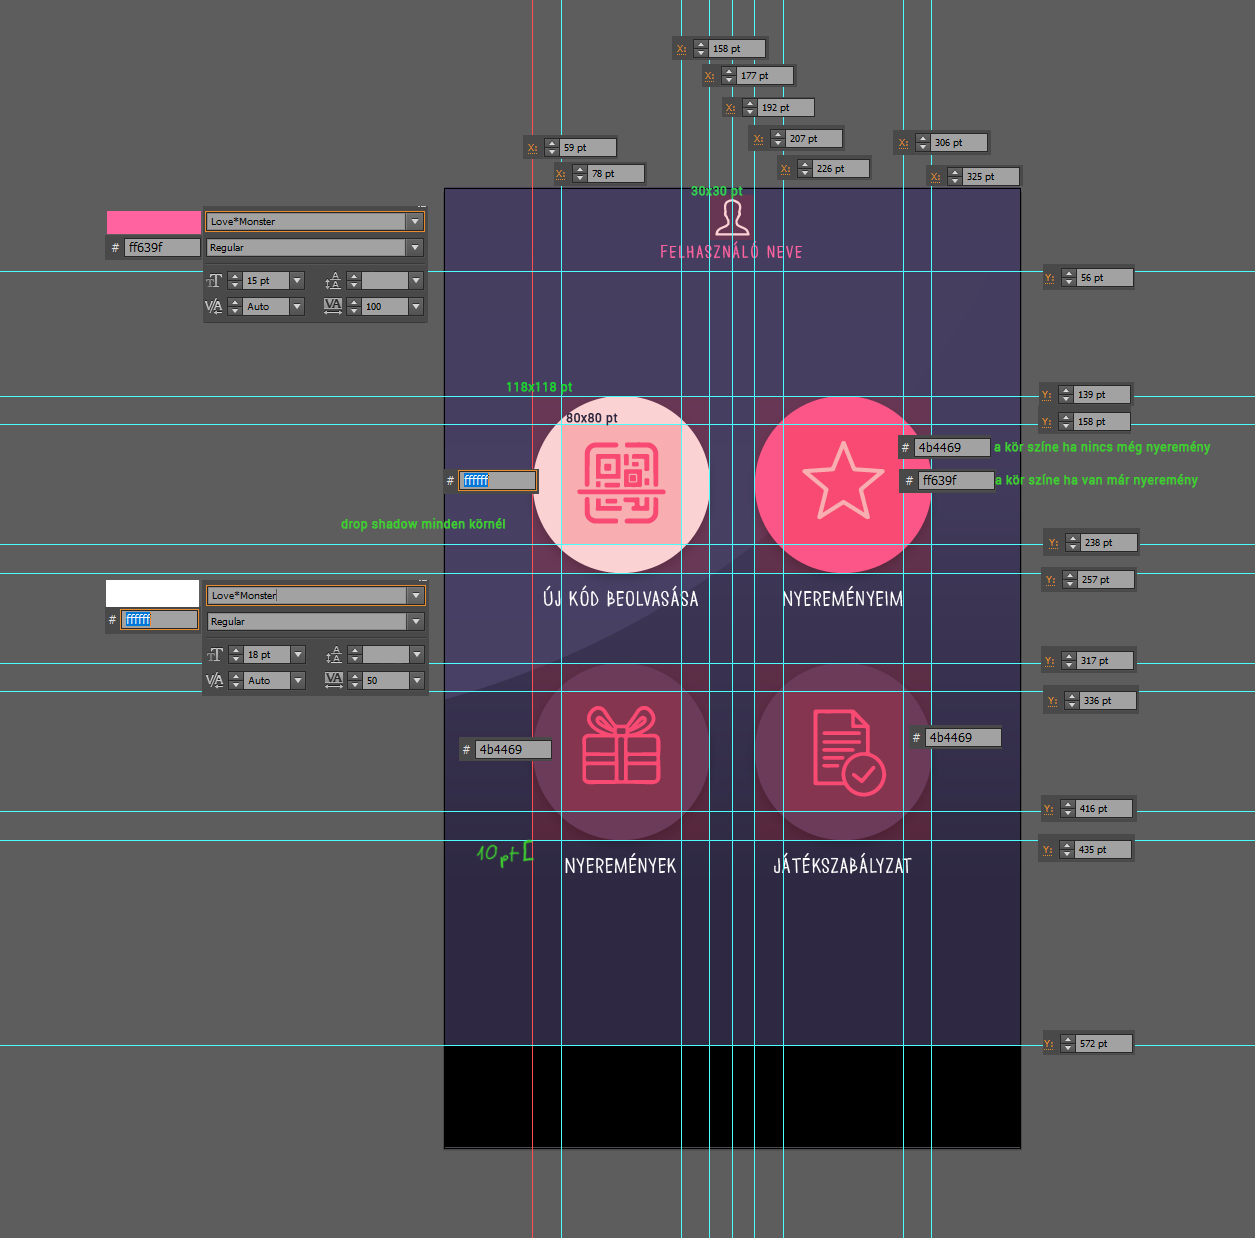 X: 158 pt
X: 177 pt
X: 192 pt
X: 59 pt
X: 207 pt
X: 306 pt
X: 78 pt
X: 226 pt
X: 325 pt
30x30 pt
FELHASZNÁLÓ NEVE
Love*Monster
# ff639f
Regular
15 pt
Auto
100
Y: 56 pt
118x118 pt
80x80 pt
Y: 139 pt
Y: 158 pt
# 4b4469 a kör színe ha nincs még nyeremény
# ffffff
# ff639f a kör színe ha van már nyeremény
drop shadow minden körnél
Y: 238 pt
Y: 257 pt
ÚJ KÓD BEOLVASÁSA
NYEREMÉNYEIM
Love*Monster
# ffffff
Regular
18 pt
Auto
50
Y: 317 pt
Y: 336 pt
# 4b4469
# 4b4469
Y: 416 pt
Y: 435 pt
10 pt [
NYEREMÉNYEK
JÁTÉKSZABÁLYZAT
Y: 572 pt